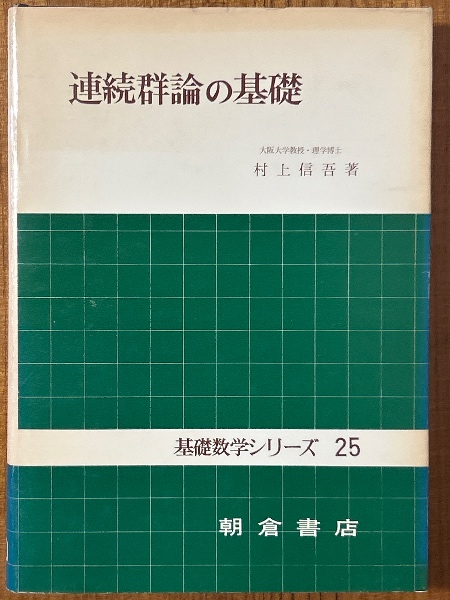 連続群論の基礎
大阪大学教授・理学博士
村上信吾著
基礎数学シリーズ 25
朝倉書店